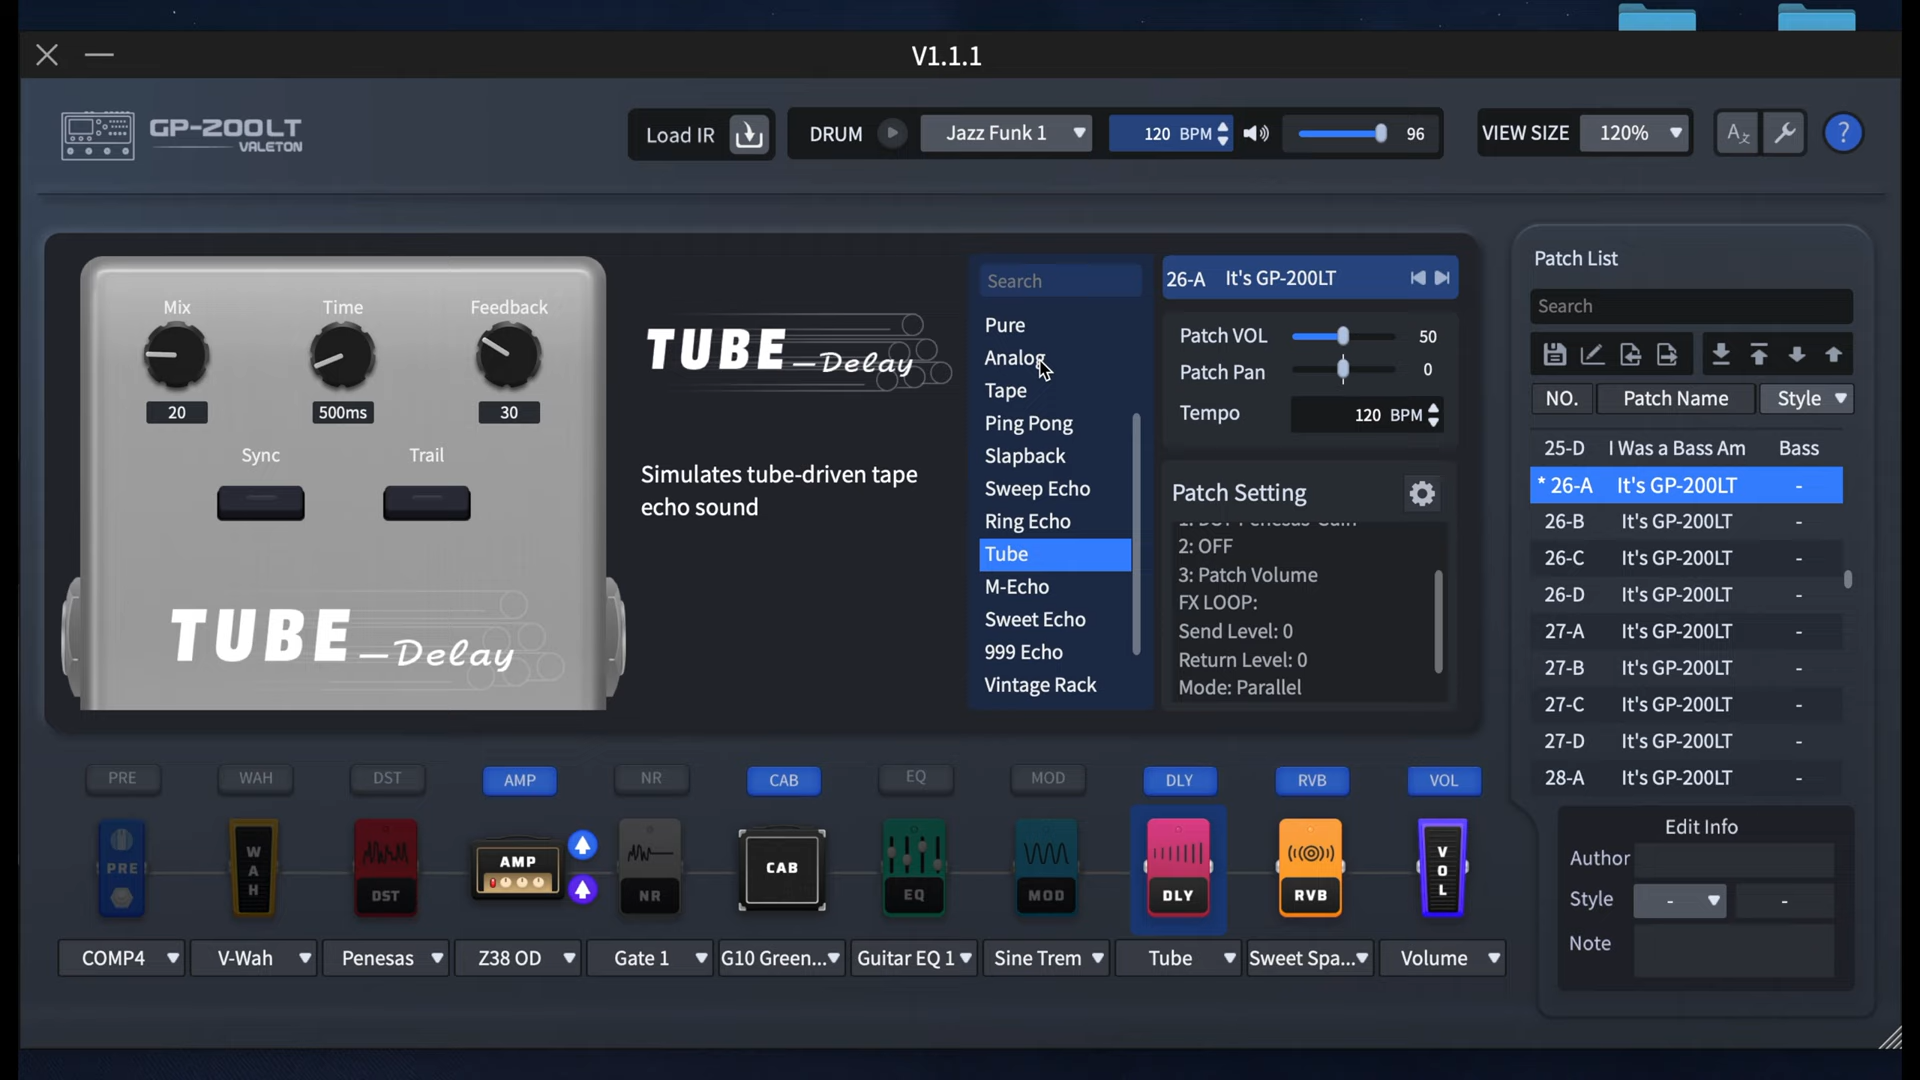 V1.1.1
GP-200LT
VALETON
Load IR
DRUM
Jazz Funk 1
120 BPM
96
VIEW SIZE
120%
Az
?
Mix
Time
Feedback
20
500ms
30
Sync
Trail
TUBE
Delay
TUBE
Delay
Simulates tube-driven tape
echo sound
Search
Pure
Analog
Tape
Ping Pong
Slapback
Sweep Echo
Ring Echo
Tube
M-Echo
Sweet Echo
999 Echo
Vintage Rack
26-A It's GP-200LT
Patch VOL 50
Patch Pan 0
Tempo 120 BPM
Patch Setting
2: OFF
3: Patch Volume
FX LOOP:
Send Level: 0
Return Level: 0
Mode: Parallel
Patch List
Search
NO. Patch Name Style
25-D I Was a Bass Am Bass
* 26-A It's GP-200LT -
26-B It's GP-200LT -
26-C It's GP-200LT -
26-D It's GP-200LT -
27-A It's GP-200LT -
27-B It's GP-200LT -
27-C It's GP-200LT -
27-D It's GP-200LT -
28-A It's GP-200LT -
Edit Info
Author
Style - -
Note
PRE WAH DST AMP NR CAB EQ MOD DLY RVB VOL
PRE
WAH
DST
AMP
NR
CAB
EQ
MOD
DLY
RVB
VOL
COMP4 V-Wah Penesas Z38 OD Gate 1 G10 Green... Guitar EQ 1 Sine Trem Tube Sweet Spa... Volume